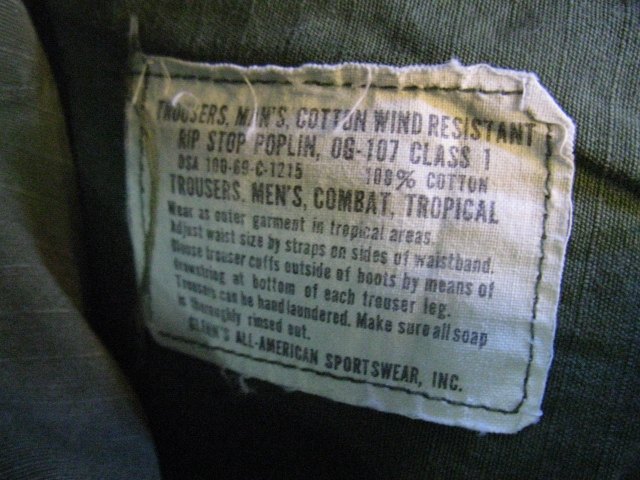 TROUSERS, MAN'S, COTTON WIND RESISTANT
RIP STOP POPLIN, OG-107 CLASS 1
DSA 100-69-C-1215 100% COTTON
TROUSERS, MEN'S, COMBAT, TROPICAL
Wear as outer garment in tropical areas.
Adjust waist size by straps on sides of waistband.
Blouse trouser cuffs outside of boots by means of
drawstring at bottom of each trouser leg.
Trousers can be hand laundered. Make sure all soap
is thoroughly rinsed out.
GLENN'S ALL-AMERICAN SPORTSWEAR, INC.